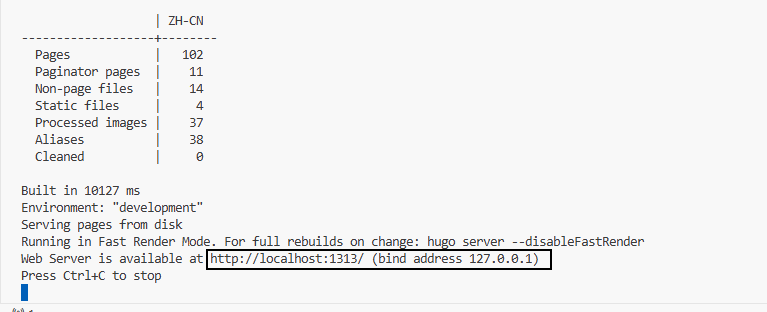 | ZH-CN
-------------------+--------
Pages | 102
Paginator pages | 11
Non-page files | 14
Static files | 4
Processed images | 37
Aliases | 38
Cleaned | 0
Built in 10127 ms
Environment: "development"
Serving pages from disk
Running in Fast Render Mode. For full rebuilds on change: hugo server --disableFastRender
Web Server is available at http://localhost:1313/ (bind address 127.0.0.1)
Press Ctrl+C to stop